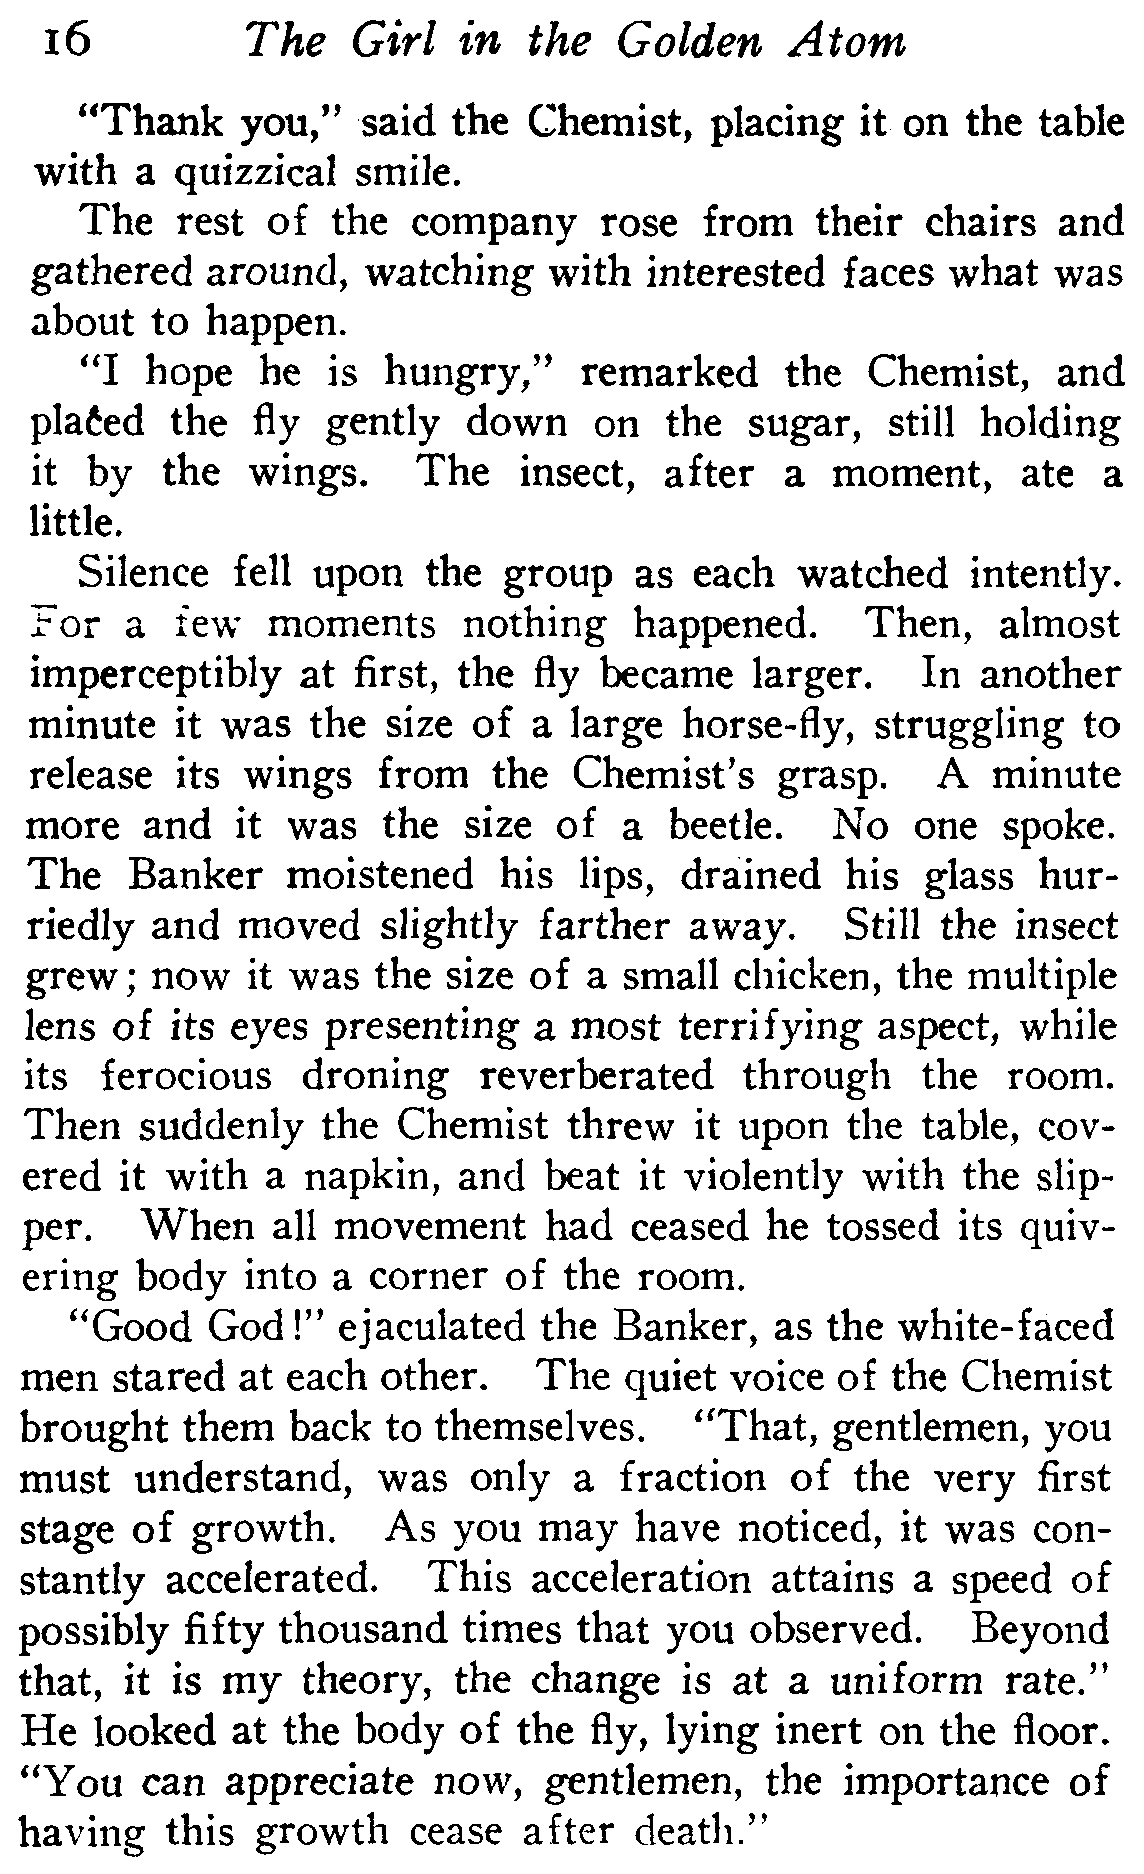 16 The Girl in the Golden Atom
“Thank you,” said the Chemist, placing it on the table
with a quizzical smile.
The rest of the company rose from their chairs and
gathered around, watching with interested faces what was
about to happen.
“I hope he is hungry,” remarked the Chemist, and
placed the fly gently down on the sugar, still holding
it by the wings. The insect, after a moment, ate a
little.
Silence fell upon the group as each watched intently.
For a few moments nothing happened. Then, almost
imperceptibly at first, the fly became larger. In another
minute it was the size of a large horse-fly, struggling to
release its wings from the Chemist's grasp. A minute
more and it was the size of a beetle. No one spoke.
The Banker moistened his lips, drained his glass hur-
riedly and moved slightly farther away. Still the insect
grew; now it was the size of a small chicken, the multiple
lens of its eyes presenting a most terrifying aspect, while
its ferocious droning reverberated through the room.
Then suddenly the Chemist threw it upon the table, cov-
ered it with a napkin, and beat it violently with the slip-
per. When all movement had ceased he tossed its quiv-
ering body into a corner of the room.
“Good God!” ejaculated the Banker, as the white-faced
men stared at each other. The quiet voice of the Chemist
brought them back to themselves. “That, gentlemen, you
must understand, was only a fraction of the very first
stage of growth. As you may have noticed, it was con-
stantly accelerated. This acceleration attains a speed of
possibly fifty thousand times that you observed. Beyond
that, it is my theory, the change is at a uniform rate.”
He looked at the body of the fly, lying inert on the floor.
“You can appreciate now, gentlemen, the importance of
having this growth cease after death.”